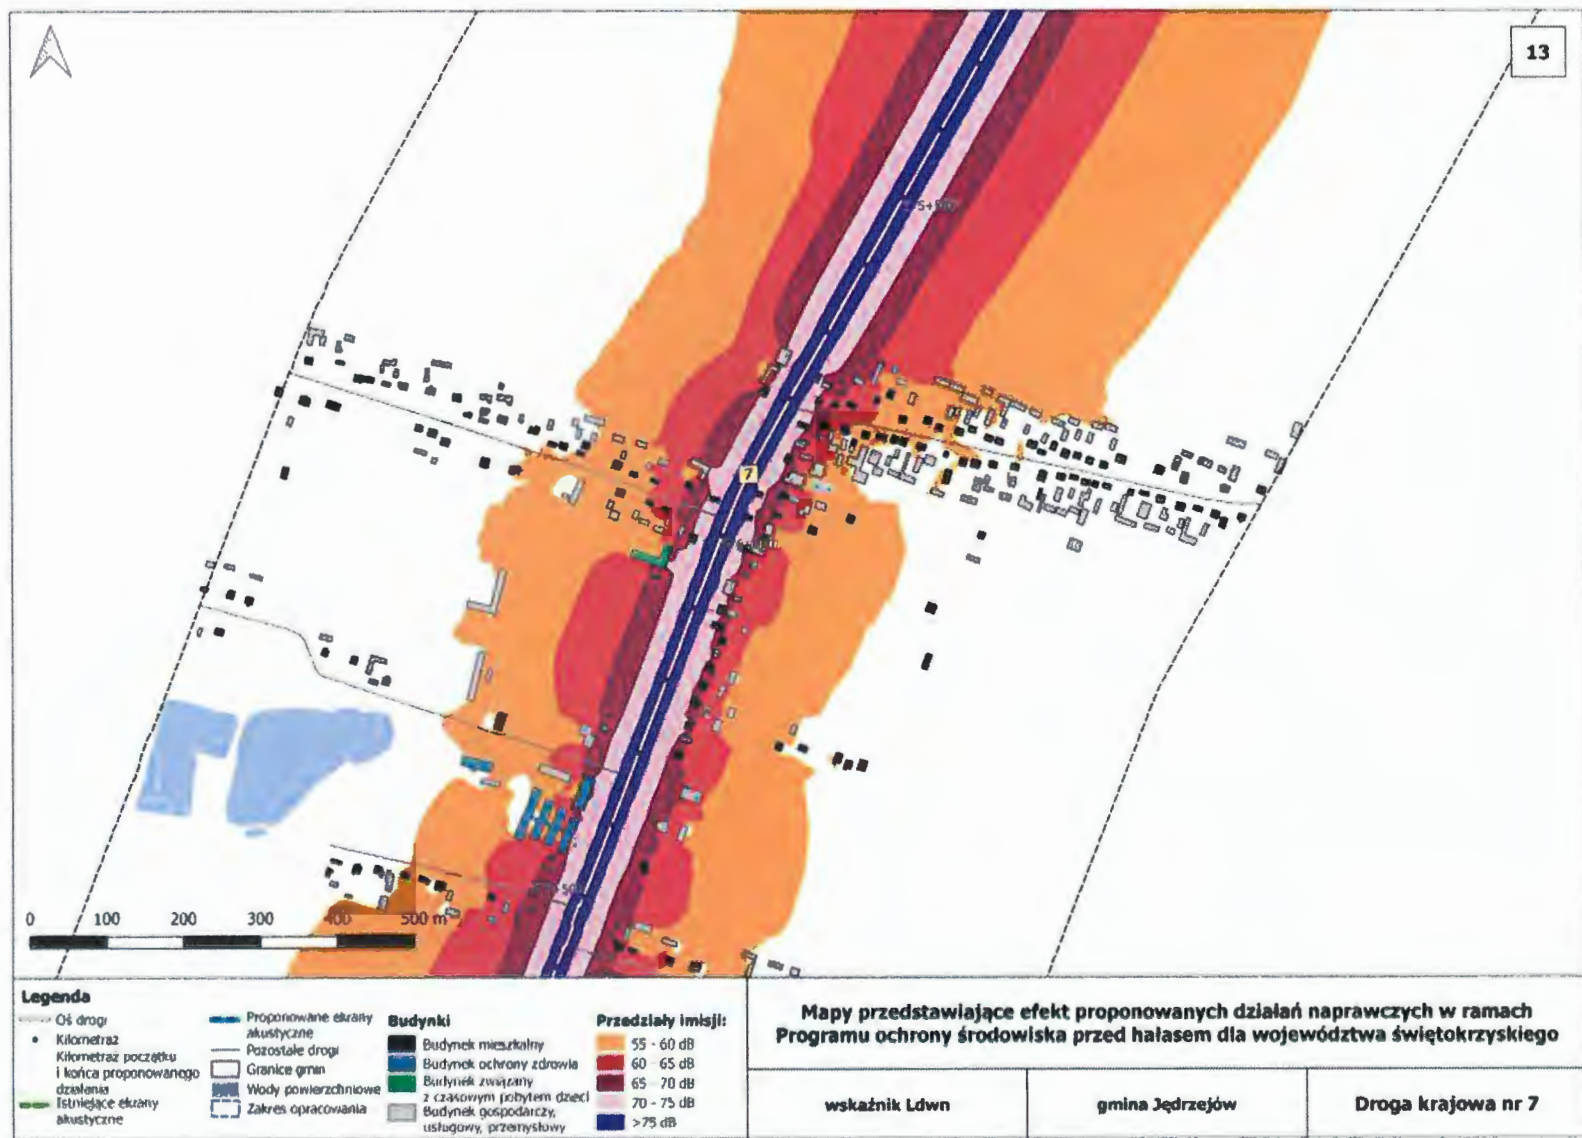 13
7
0 100 200 300 400 500 m
Legenda
Oś drogi
Kilometraż
Kilometraż początku
i końca proponowanego
działania
Istniejące ekrany
akustyczne
Proponowane ekrany
akustyczne
Pozostałe drogi
Granice gmin
Wody powierzchniowe
Zakres opracowania
Budynki
Budynek mieszkalny
Budynek ochrony zdrowia
Budynek związany
z czasowym pobytem dzieci
Budynek gospodarczy,
usługowy, przemysłowy
Przedziały imisji:
55 - 60 dB
60 - 65 dB
65 - 70 dB
70 - 75 dB
>75 dB
Mapy przedstawiające efekt proponowanych działań naprawczych w ramach
Programu ochrony środowiska przed hałasem dla województwa świętokrzyskiego
wskaźnik Ldwn
gmina Jędrzejów
Droga krajowa nr 7